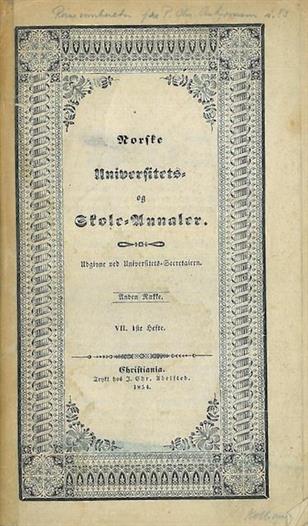 Norske
Universitets-
og
Skole-Annaler.
Udgivne ved Universitets-Secretairen.
Anden Række.
VII. 1ste Hefte.
Christiania.
Trykt hos J. Chr. Abelsted.
1854.